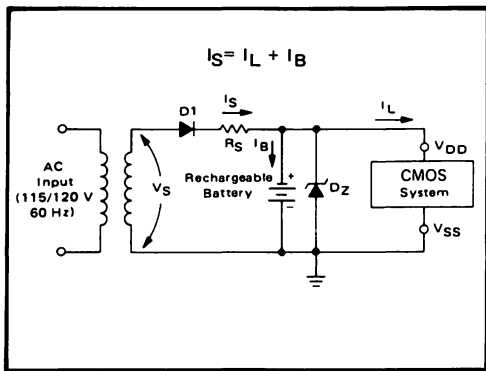 IS = IL + IB
D1
IS
RS
IB
IL
VDD
AC
Input
(115/120 V
60 Hz)
VS
Rechargeable
Battery
+
–
DZ
CMOS
System
VSS